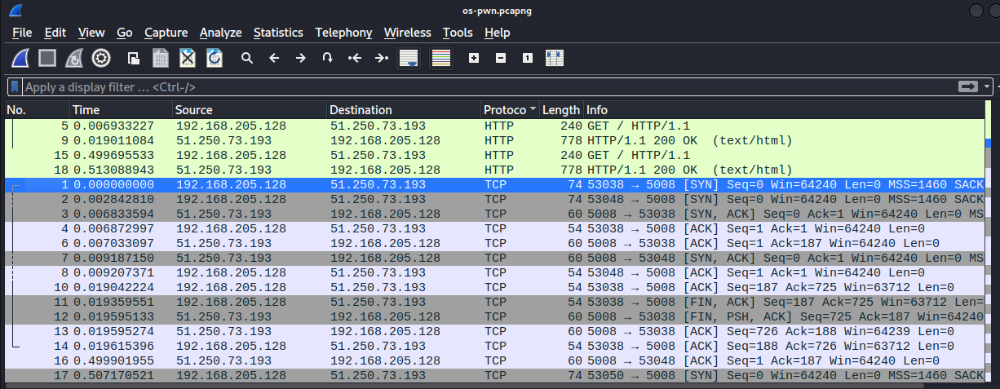 os-pwn.pcapng
File Edit View Go Capture Analyze Statistics Telephony Wireless Tools Help
Apply a display filter … <Ctrl-/>
No. Time Source Destination Protoco Length Info
5 0.006933227 192.168.205.128 51.250.73.193 HTTP 240 GET / HTTP/1.1
9 0.019011084 51.250.73.193 192.168.205.128 HTTP 778 HTTP/1.1 200 OK (text/html)
15 0.499695533 192.168.205.128 51.250.73.193 HTTP 240 GET / HTTP/1.1
18 0.513088943 51.250.73.193 192.168.205.128 HTTP 778 HTTP/1.1 200 OK (text/html)
1 0.000000000 192.168.205.128 51.250.73.193 TCP 74 53038 → 5008 [SYN] Seq=0 Win=64240 Len=0 MSS=1460 SACK
2 0.002842810 192.168.205.128 51.250.73.193 TCP 74 53048 → 5008 [SYN] Seq=0 Win=64240 Len=0 MSS=1460 SACK
3 0.006833594 51.250.73.193 192.168.205.128 TCP 60 5008 → 53038 [SYN, ACK] Seq=0 Ack=1 Win=64240 Len=0 MS
4 0.006872997 192.168.205.128 51.250.73.193 TCP 54 53038 → 5008 [ACK] Seq=1 Ack=1 Win=64240 Len=0
6 0.007033097 51.250.73.193 192.168.205.128 TCP 60 5008 → 53038 [ACK] Seq=1 Ack=187 Win=64240 Len=0
7 0.009187150 51.250.73.193 192.168.205.128 TCP 60 5008 → 53048 [SYN, ACK] Seq=0 Ack=1 Win=64240 Len=0 MS
8 0.009207371 192.168.205.128 51.250.73.193 TCP 54 53048 → 5008 [ACK] Seq=1 Ack=1 Win=64240 Len=0
10 0.019042224 192.168.205.128 51.250.73.193 TCP 54 53038 → 5008 [ACK] Seq=187 Ack=725 Win=63712 Len=0
11 0.019359551 192.168.205.128 51.250.73.193 TCP 54 53038 → 5008 [FIN, ACK] Seq=187 Ack=725 Win=63712 Len=
12 0.019595133 51.250.73.193 192.168.205.128 TCP 60 5008 → 53038 [FIN, PSH, ACK] Seq=725 Ack=187 Win=64240
13 0.019595274 51.250.73.193 192.168.205.128 TCP 60 5008 → 53038 [ACK] Seq=726 Ack=188 Win=64239 Len=0
14 0.019615396 192.168.205.128 51.250.73.193 TCP 54 53038 → 5008 [ACK] Seq=188 Ack=726 Win=63712 Len=0
16 0.499901955 51.250.73.193 192.168.205.128 TCP 60 5008 → 53048 [ACK] Seq=1 Ack=187 Win=64240 Len=0
17 0.507170521 192.168.205.128 51.250.73.193 TCP 74 53050 → 5008 [SYN] Seq=0 Win=64240 Len=0 MSS=1460 SACK